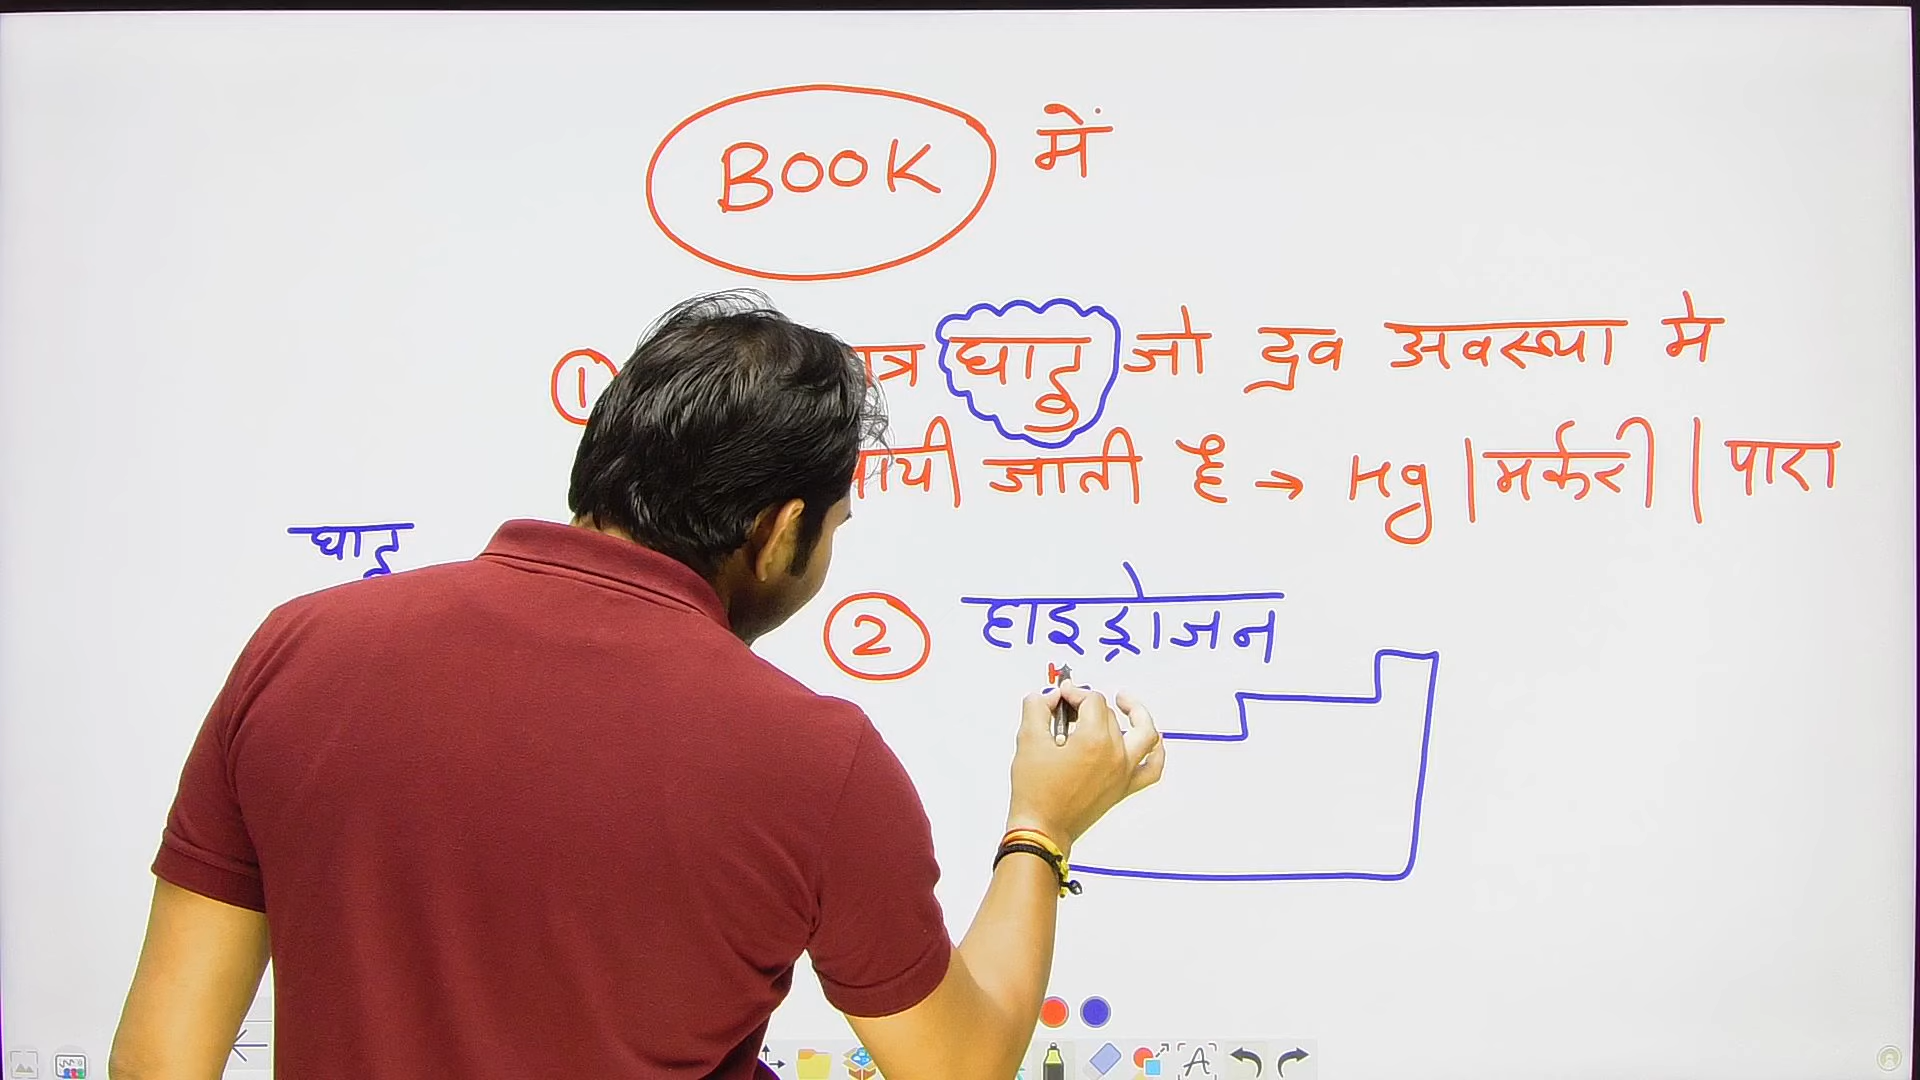 BOOK में
1 धातु जो द्रव अवस्था मे
जाती है → Hg | मर्करी | पारा
धातु
2 हाइड्रोजन
H